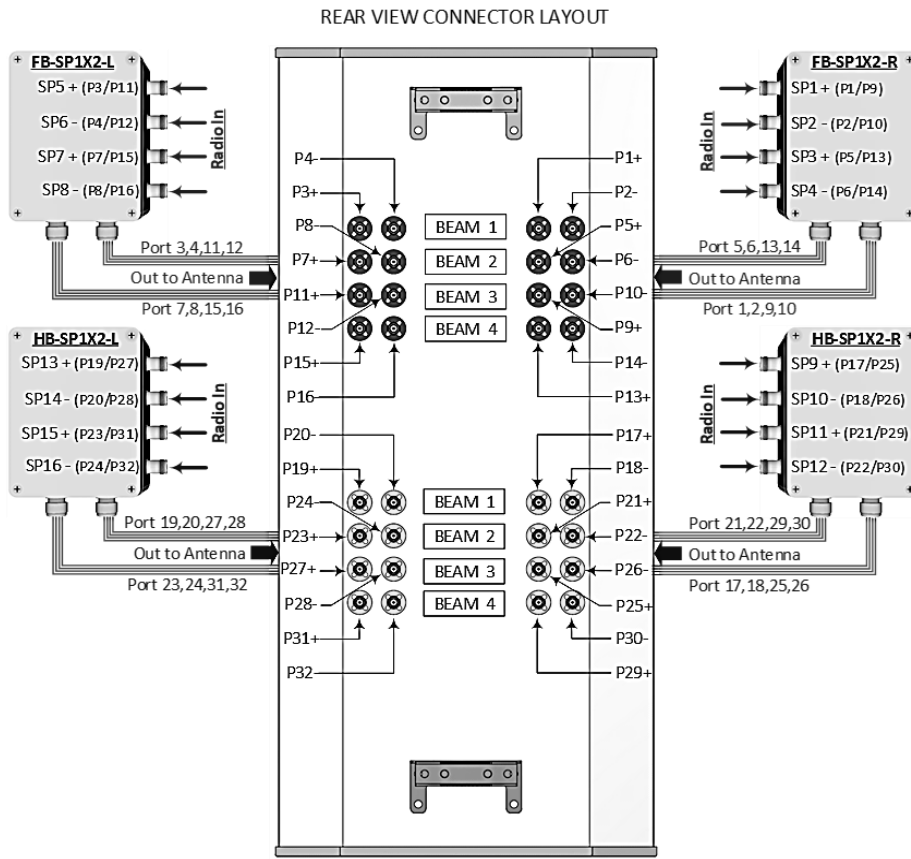 REAR VIEW CONNECTOR LAYOUT
FB-SP1X2-L
SP5 + (P3/P11)
SP6 - (P4/P12)
SP7 + (P7/P15)
SP8 - (P8/P16)
Radio In
Port 3,4,11,12
Out to Antenna
Port 7,8,15,16
FB-SP1X2-R
SP1 + (P1/P9)
SP2 - (P2/P10)
SP3 + (P5/P13)
SP4 - (P6/P14)
Radio In
Port 5,6,13,14
Out to Antenna
Port 1,2,9,10
P4-
P3+
P8-
P7+
P11+
P12-
P15+
P16-
BEAM 1
BEAM 2
BEAM 3
BEAM 4
P1+
P2-
P5+
P6-
P10-
P9+
P14-
P13+
HB-SP1X2-L
SP13 + (P19/P27)
SP14 - (P20/P28)
SP15 + (P23/P31)
SP16 - (P24/P32)
Radio In
Port 19,20,27,28
Out to Antenna
Port 23,24,31,32
HB-SP1X2-R
SP9 + (P17/P25)
SP10 - (P18/P26)
SP11 + (P21/P29)
SP12 - (P22/P30)
Radio In
Port 21,22,29,30
Out to Antenna
Port 17,18,25,26
P20-
P19+
P24-
P23+
P27+
P28-
P31+
P32-
BEAM 1
BEAM 2
BEAM 3
BEAM 4
P17+
P18-
P21+
P22-
P26-
P25+
P30-
P29+